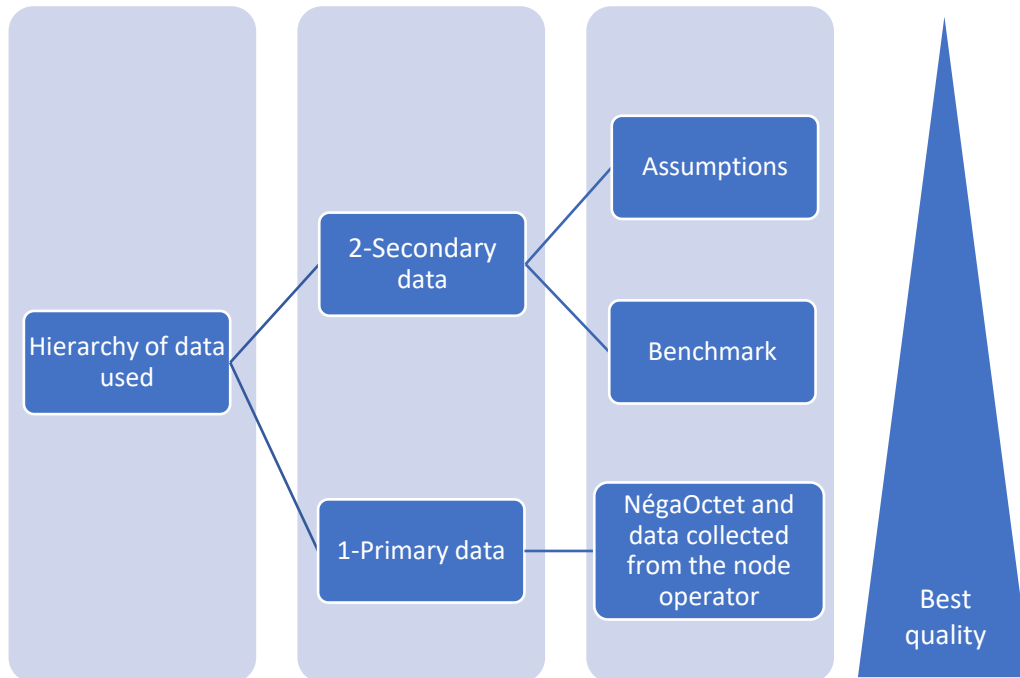 Hierarchy of data
used
2-Secondary
data
1-Primary data
Assumptions
Benchmark
NégaOctet and
data collected
from the node
operator
Best
quality